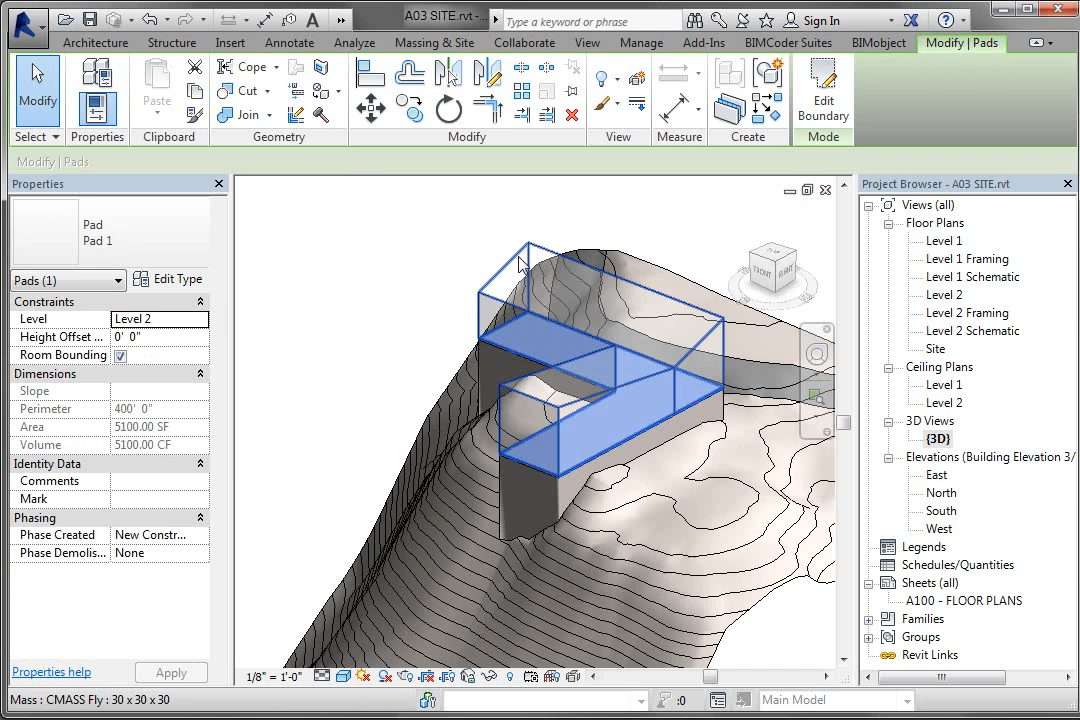 A03 SITE.rvt -...
Type a keyword or phrase
Sign In
Architecture Structure Insert Annotate Analyze Massing & Site Collaborate View Manage Add-Ins BIMCoder Suites BIMobject Modify | Pads
Modify
Paste
Cope
Cut
Join
Edit
Boundary
Select Properties Clipboard Geometry Modify View Measure Create Mode
Modify | Pads
Properties
Pad
Pad 1
Pads (1)
Edit Type
Constraints
Level Level 2
Height Offset ... 0' 0"
Room Bounding
Dimensions
Slope
Perimeter 400' 0"
Area 5100.00 SF
Volume 5100.00 CF
Identity Data
Comments
Mark
Phasing
Phase Created New Constr...
Phase Demolis... None
Properties help
Apply
TOP
FRONT
RIGHT
1/8" = 1'-0"
Project Browser - A03 SITE.rvt
Views (all)
Floor Plans
Level 1
Level 1 Framing
Level 1 Schematic
Level 2
Level 2 Framing
Level 2 Schematic
Site
Ceiling Plans
Level 1
Level 2
3D Views
{3D}
Elevations (Building Elevation 3/
East
North
South
West
Legends
Schedules/Quantities
Sheets (all)
A100 - FLOOR PLANS
Families
Groups
Revit Links
Mass : CMASS Fly : 30 x 30 x 30
:0
Main Model